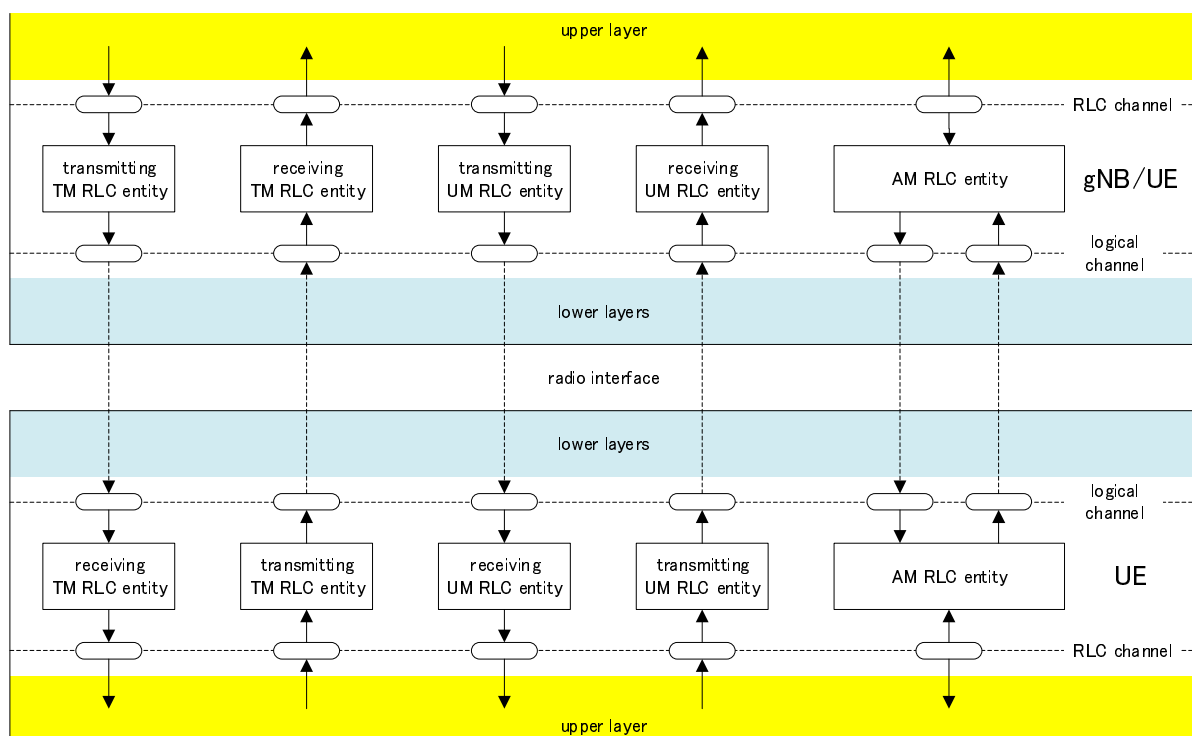 upper layer
RLC channel
transmitting
TM RLC entity
receiving
TM RLC entity
transmitting
UM RLC entity
receiving
UM RLC entity
AM RLC entity
gNB/UE
logical
channel
lower layers
radio interface
lower layers
logical
channel
receiving
TM RLC entity
transmitting
TM RLC entity
receiving
UM RLC entity
transmitting
UM RLC entity
AM RLC entity
UE
RLC channel
upper layer